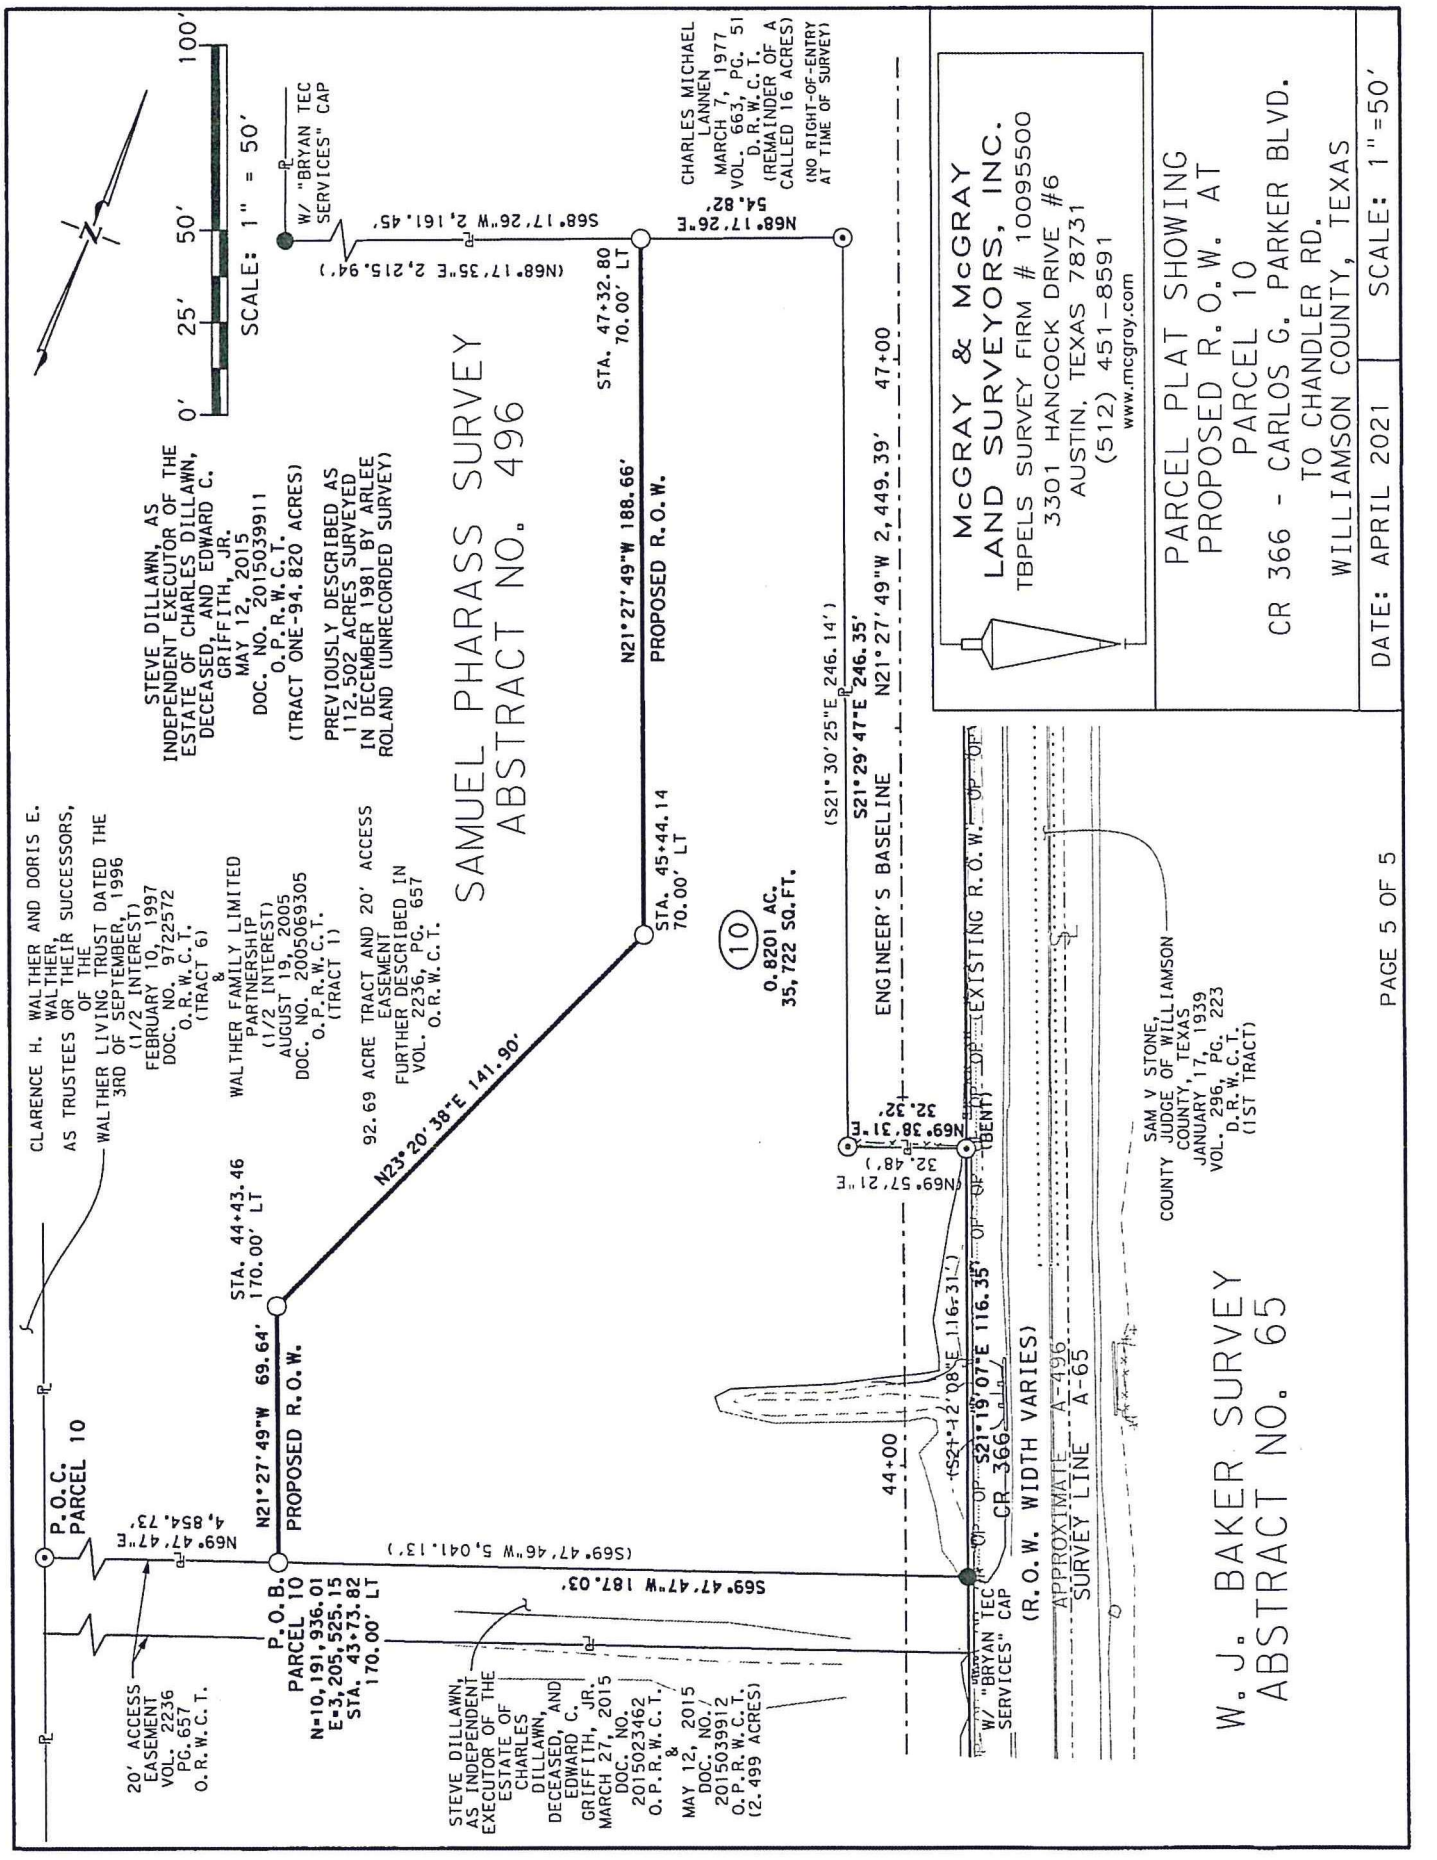 CLARENCE H. WALTHER AND DORIS E.
WALTHER,
AS TRUSTEES OR THEIR SUCCESSORS,
OF THE
WALTHER LIVING TRUST DATED THE
3RD OF SEPTEMBER, 1996
(1/2 INTEREST)
FEBRUARY 10, 1997
DOC. NO. 9722572
O.R.W.C.T.
(TRACT 6)
&
WALTHER FAMILY LIMITED
PARTNERSHIP
(1/2 INTEREST)
AUGUST 19, 2005
DOC. NO. 2005069305
O.P.R.W.C.T.
(TRACT 1)
92.69 ACRE TRACT AND 20' ACCESS
EASEMENT
FURTHER DESCRIBED IN
VOL. 2236, PG. 657
O.R.W.C.T.
STEVE DILLAWN, AS
INDEPENDENT EXECUTOR OF THE
ESTATE OF CHARLES DILLAWN,
DECEASED, AND EDWARD C.
GRIFFITH, JR.
MAY 12, 2015
DOC. NO. 2015039911
O.P.R.W.C.T.
(TRACT ONE-94.820 ACRES)
PREVIOUSLY DESCRIBED AS
112.502 ACRES SURVEYED
IN DECEMBER 1981 BY ARLEE
ROLAND (UNRECORDED SURVEY)
N
0' 25' 50' 100'
SCALE: 1" = 50'
PL
W/ "BRYAN TEC
SERVICES" CAP
S68°17'26"W 2,161.45'
PL
(N68°17'35"E 2,215.94')
N68°17'26"E
54.82'
CHARLES MICHAEL
LANNEN
MARCH 7, 1977
VOL. 663, PG. 51
D.R.W.C.T.
(REMAINDER OF A
CALLED 16 ACRES)
(NO RIGHT-OF-ENTRY
AT TIME OF SURVEY)
SAMUEL PHARASS SURVEY
ABSTRACT NO. 496
PL
PL
P.O.C.
PARCEL 10
N69°47'47"E
4,854.73'
PL
20' ACCESS
EASEMENT
VOL. 2236
PG.657
O.R.W.C.T.
P.O.B.
PARCEL 10
N=10,191,936.01
E=3,205,525.15
STA. 43+73.82
170.00' LT
N21°27'49"W 69.64'
PROPOSED R.O.W.
STA. 44+43.46
170.00' LT
N23°20'38"E 141.90'
STA. 45+44.14
70.00' LT
N21°27'49"W 188.66'
PROPOSED R.O.W.
STA. 47+32.80
70.00' LT
(S69°47'46"W 5,041.13')
S69°47'47"W 187.03'
10
0.8201 AC.
35,722 SQ.FT.
STEVE DILLAWN,
AS INDEPENDENT
EXECUTOR OF THE
ESTATE OF
CHARLES
DILLAWN,
DECEASED, AND
EDWARD C.
GRIFFITH, JR.
MARCH 27, 2015
DOC. NO.
2015023462
O.P.R.W.C.T.
&
MAY 12, 2015
DOC. NO.
2015039912
O.P.R.W.C.T.
(2.499 ACRES)
PL
(S21°30'25"E 246.14')
PL
S21°29'47"E 246.35'
ENGINEER'S BASELINE N21°27'49"W 2,449.39' 47+00
44+00
N69°38'31"E
32.32'
PL
(N69°57'21"E
32.48')
(BENT)
(S21°12'08"E 116.31')
S21°19'07"E 116.35'
OP OP OP OP OP OP OP OP OP
(EXISTING R.O.W.
W/ "BRYAN TEC
SERVICES" CAP
CR 366
(R.O.W. WIDTH VARIES)
APPROXIMATE A-496
SURVEY LINE A-65
SAM V STONE,
COUNTY JUDGE OF WILLIAMSON
COUNTY, TEXAS
JANUARY 17, 1939
VOL. 296, PG. 223
D.R.W.C.T.
(1ST TRACT)
W. J. BAKER SURVEY
ABSTRACT NO. 65
PAGE 5 OF 5
McGRAY & McGRAY
LAND SURVEYORS, INC.
TBPELS SURVEY FIRM # 10095500
3301 HANCOCK DRIVE #6
AUSTIN, TEXAS 78731
(512) 451-8591
www.mcgray.com
PARCEL PLAT SHOWING
PROPOSED R.O.W. AT
PARCEL 10
CR 366 - CARLOS G. PARKER BLVD.
TO CHANDLER RD.
WILLIAMSON COUNTY, TEXAS
DATE: APRIL 2021
SCALE: 1"=50'